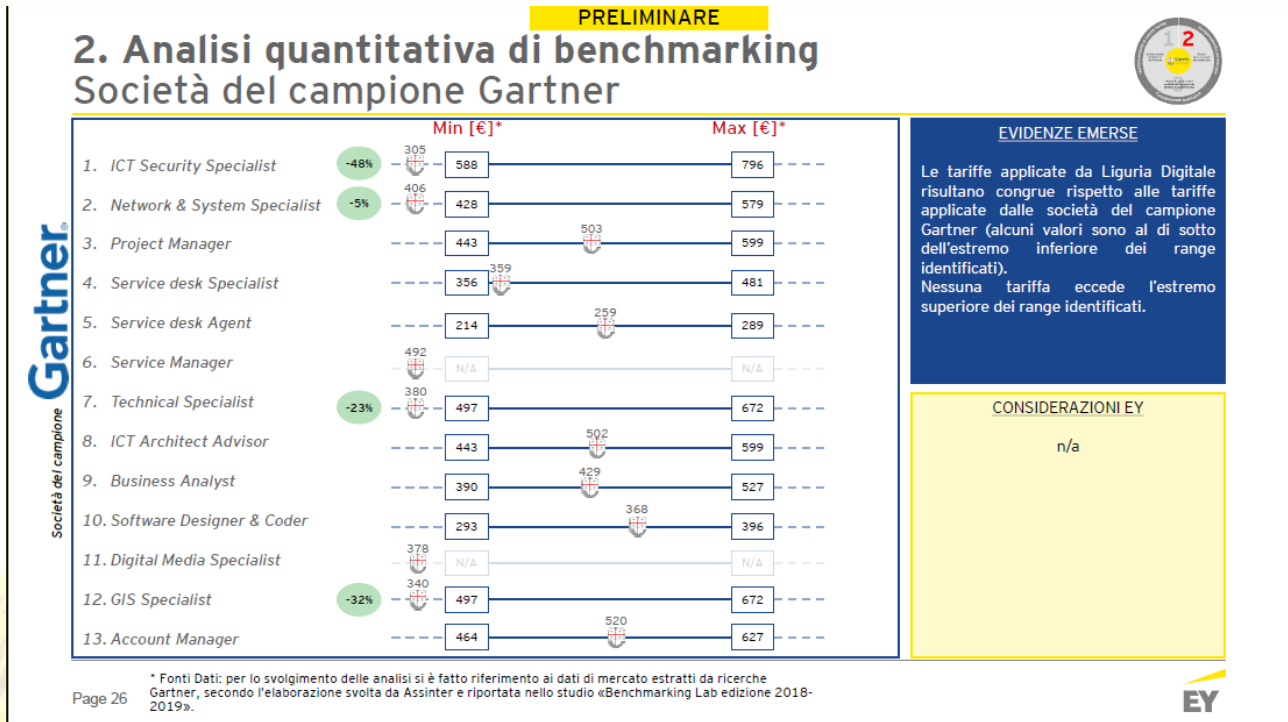 PRELIMINARE
2. Analisi quantitativa di benchmarking
Società del campione Gartner
1 2
Min [€]* Max [€]*
1. ICT Security Specialist -48% 305 588 796
2. Network & System Specialist -5% 406 428 579
3. Project Manager 443 503 599
4. Service desk Specialist 356 359 481
5. Service desk Agent 214 259 289
6. Service Manager 492 N/A N/A
7. Technical Specialist -23% 380 497 672
8. ICT Architect Advisor 443 502 599
9. Business Analyst 390 429 527
10. Software Designer & Coder 293 368 396
11. Digital Media Specialist 378 N/A N/A
12. GIS Specialist -32% 340 497 672
13. Account Manager 464 520 627
Società del campione Gartner®
EVIDENZE EMERSE
Le tariffe applicate da Liguria Digitale
risultano congrue rispetto alle tariffe
applicate dalle società del campione
Gartner (alcuni valori sono al di sotto
dell'estremo inferiore dei range
identificati).
Nessuna tariffa eccede l'estremo
superiore dei range identificati.
CONSIDERAZIONI EY
n/a
* Fonti Dati: per lo svolgimento delle analisi si è fatto riferimento ai dati di mercato estratti da ricerche
Gartner, secondo l'elaborazione svolta da Assinter e riportata nello studio «Benchmarking Lab edizione 2018-
2019».
Page 26
EY